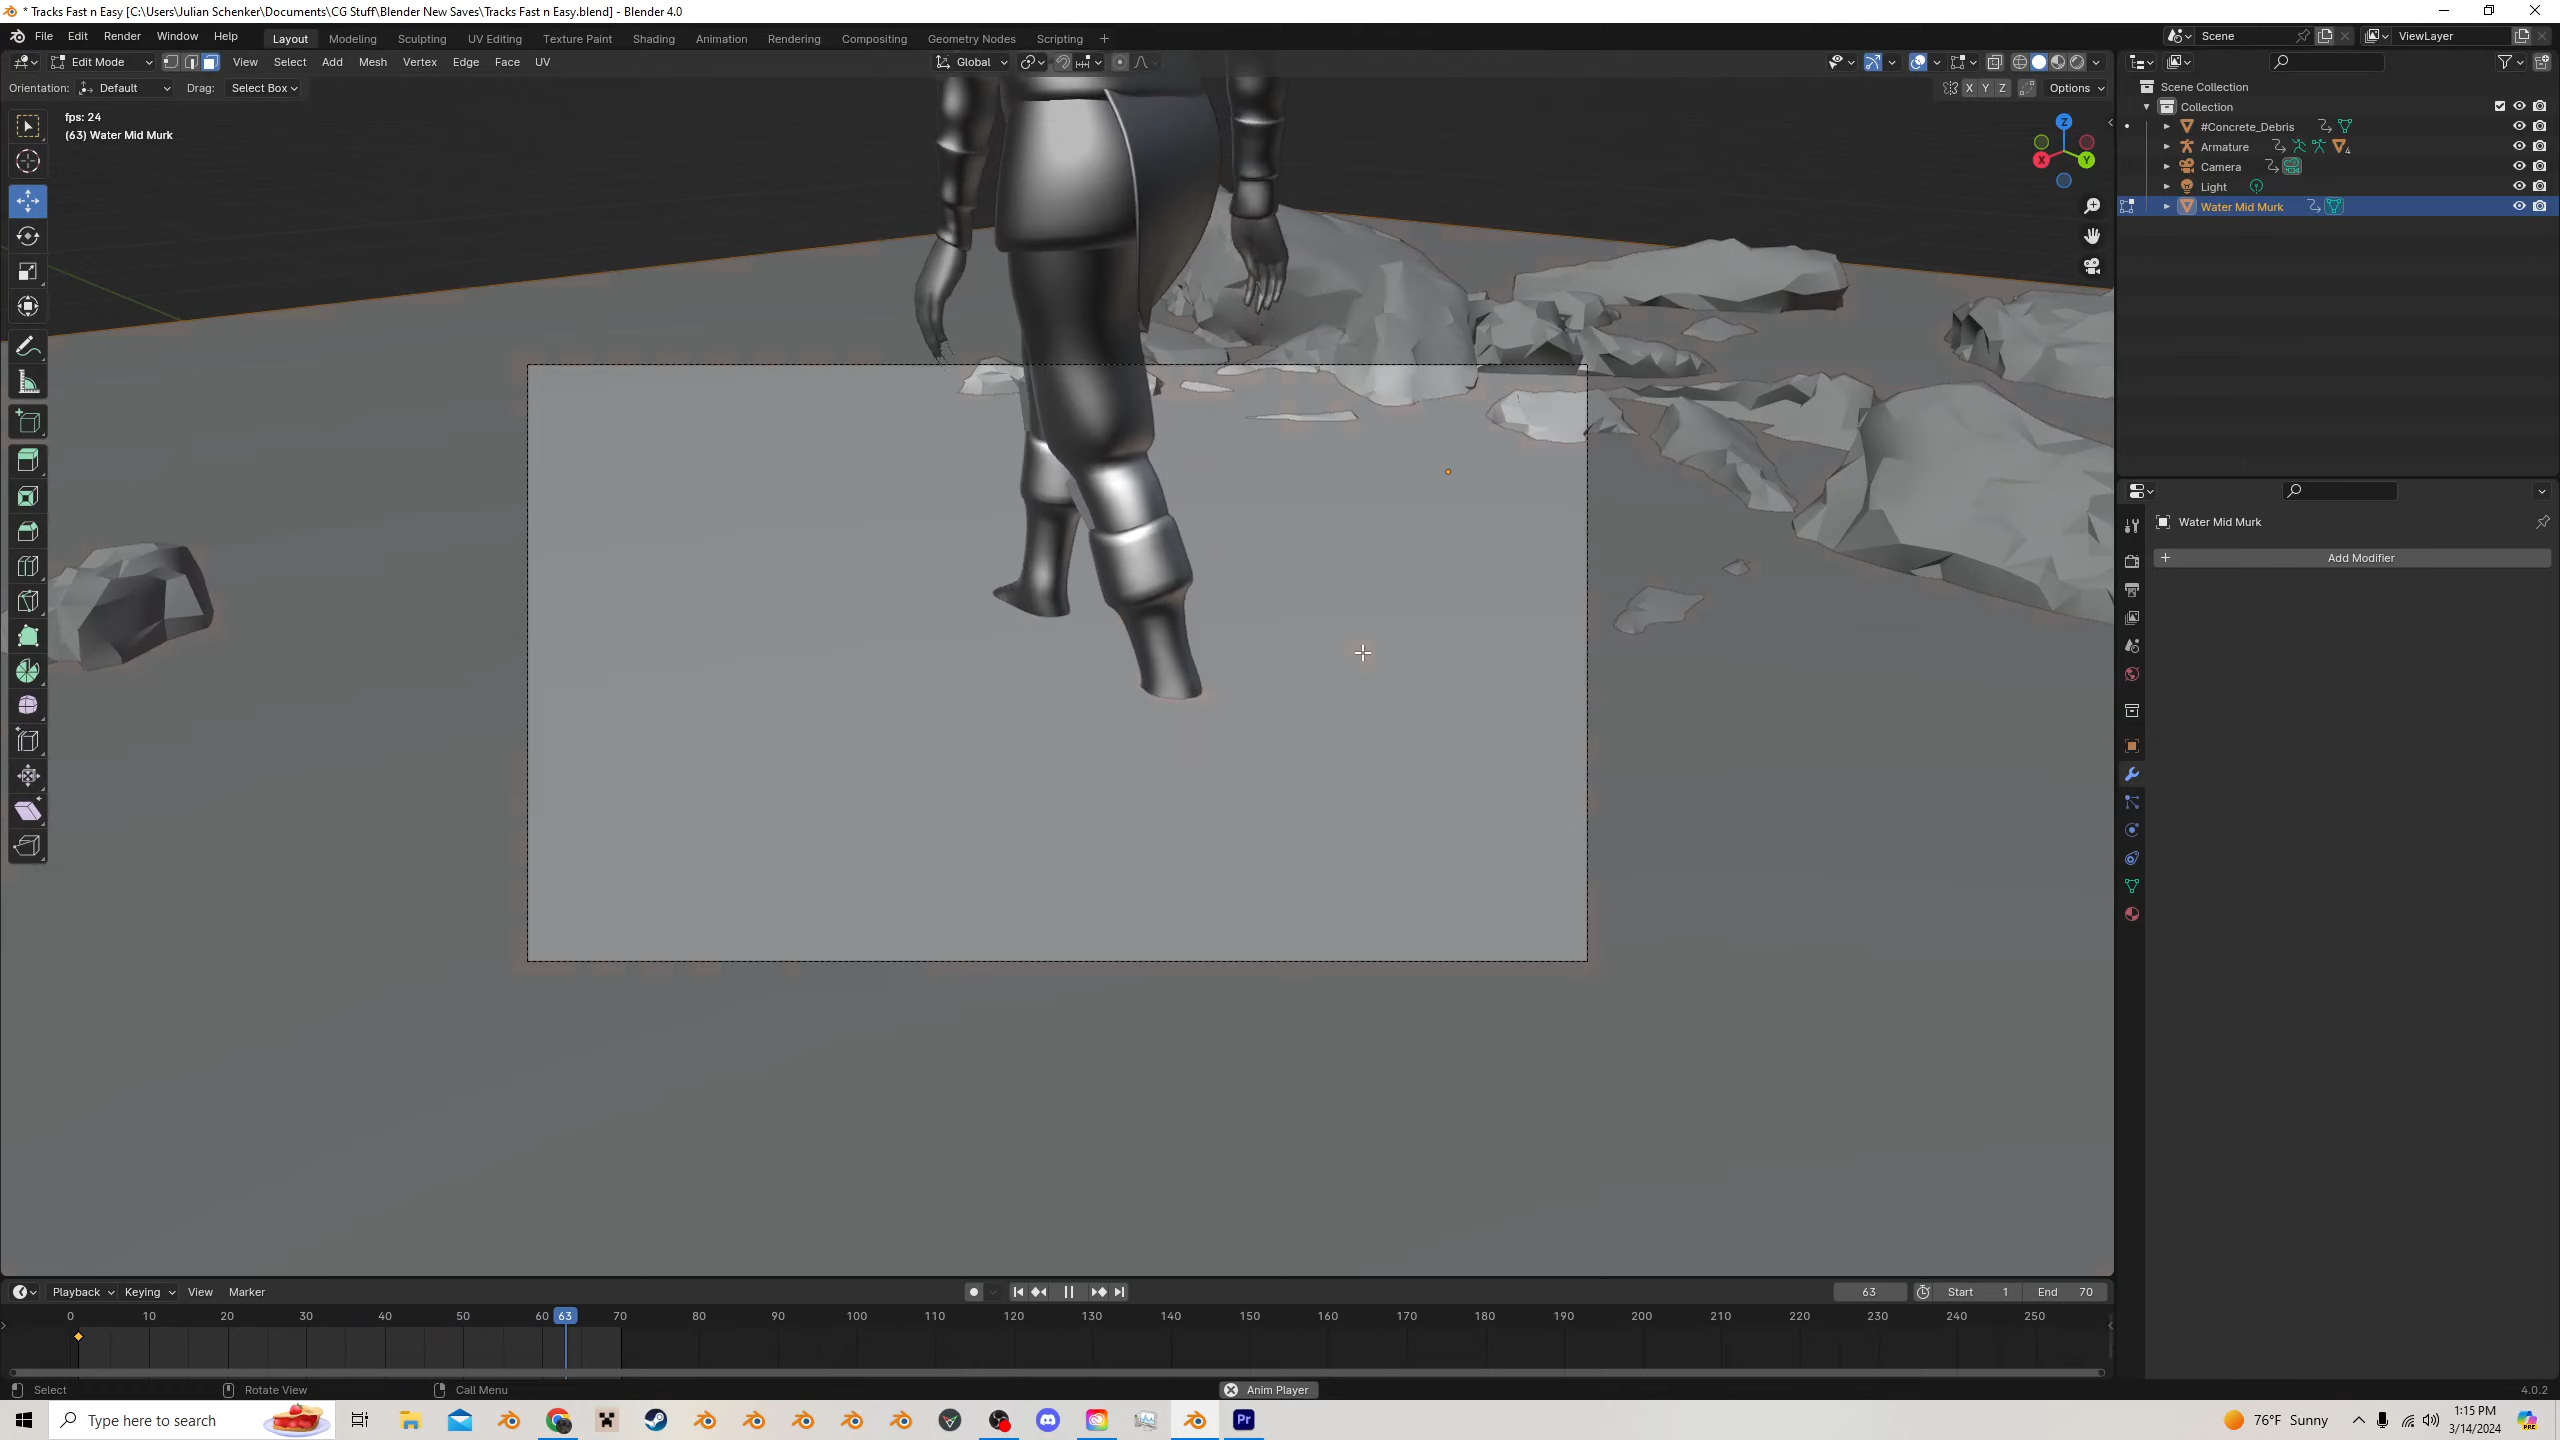 * Tracks Fast n Easy [C:\Users\Julian Schenker\Documents\CG Stuff\Blender New Saves\Tracks Fast n Easy.blend] - Blender 4.0
File Edit Render Window Help Layout Modeling Sculpting UV Editing Texture Paint Shading Animation Rendering Compositing Geometry Nodes Scripting + Scene ViewLayer
Edit Mode View Select Add Mesh Vertex Edge Face UV Global
Orientation: Default Drag: Select Box X Y Z Options
fps: 24
(63) Water Mid Murk
Z
X
Y
Scene Collection
Collection
#Concrete_Debris
Armature 4
Camera
Light
Water Mid Murk
Water Mid Murk
+ Add Modifier
Playback Keying View Marker 63 Start 1 End 70
0 10 20 30 40 50 60 63 70 80 90 100 110 120 130 140 150 160 170 180 190 200 210 220 230 240 250
Select Rotate View Call Menu Anim Player 4.0.2
Type here to search Pr 76°F Sunny 1:15 PM
3/14/2024
PRE